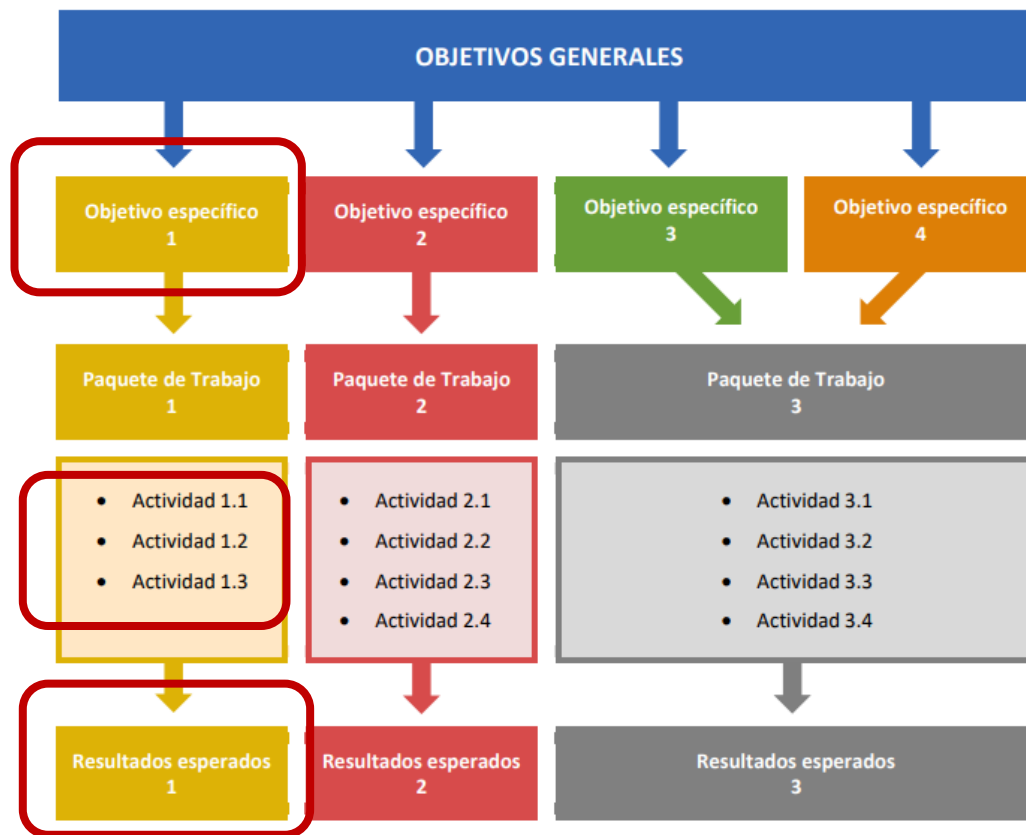 OBJETIVOS GENERALES
Objetivo específico
1
Objetivo específico
2
Objetivo específico
3
Objetivo específico
4
Paquete de Trabajo
1
Paquete de Trabajo
2
Paquete de Trabajo
3
• Actividad 1.1
• Actividad 1.2
• Actividad 1.3
• Actividad 2.1
• Actividad 2.2
• Actividad 2.3
• Actividad 2.4
• Actividad 3.1
• Actividad 3.2
• Actividad 3.3
• Actividad 3.4
Resultados esperados
1
Resultados esperados
2
Resultados esperados
3